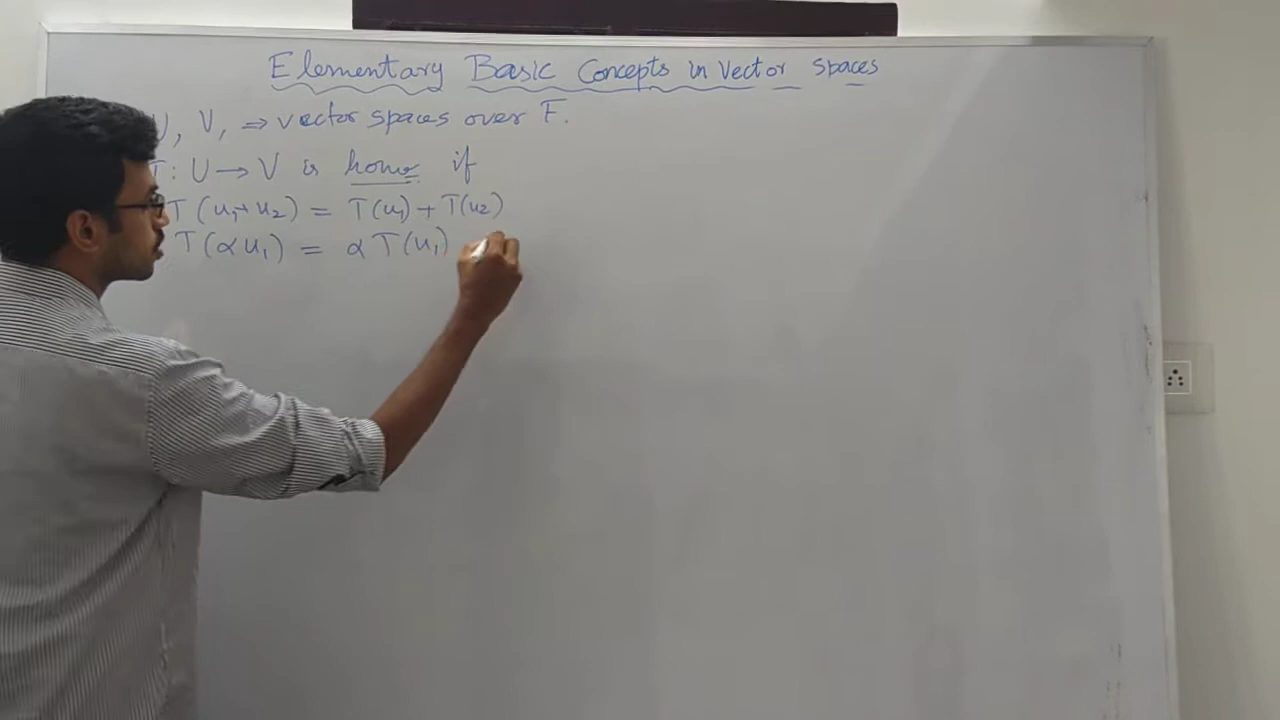 Elementary Basic Concepts in Vector Spaces
U, V, ⇒ vector spaces over F.
T: U → V is homo if
T(u₁+u₂) = T(u₁) + T(u₂)
T(αu₁) = αT(u₁)